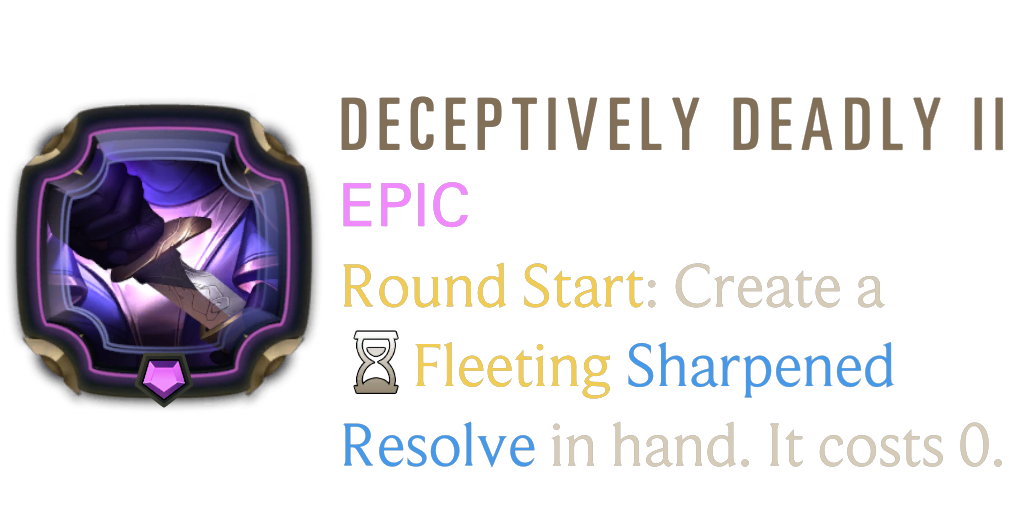 DECEPTIVELY DEADLY II
EPIC
Round Start: Create a
Fleeting Sharpened
Resolve in hand. It costs 0.